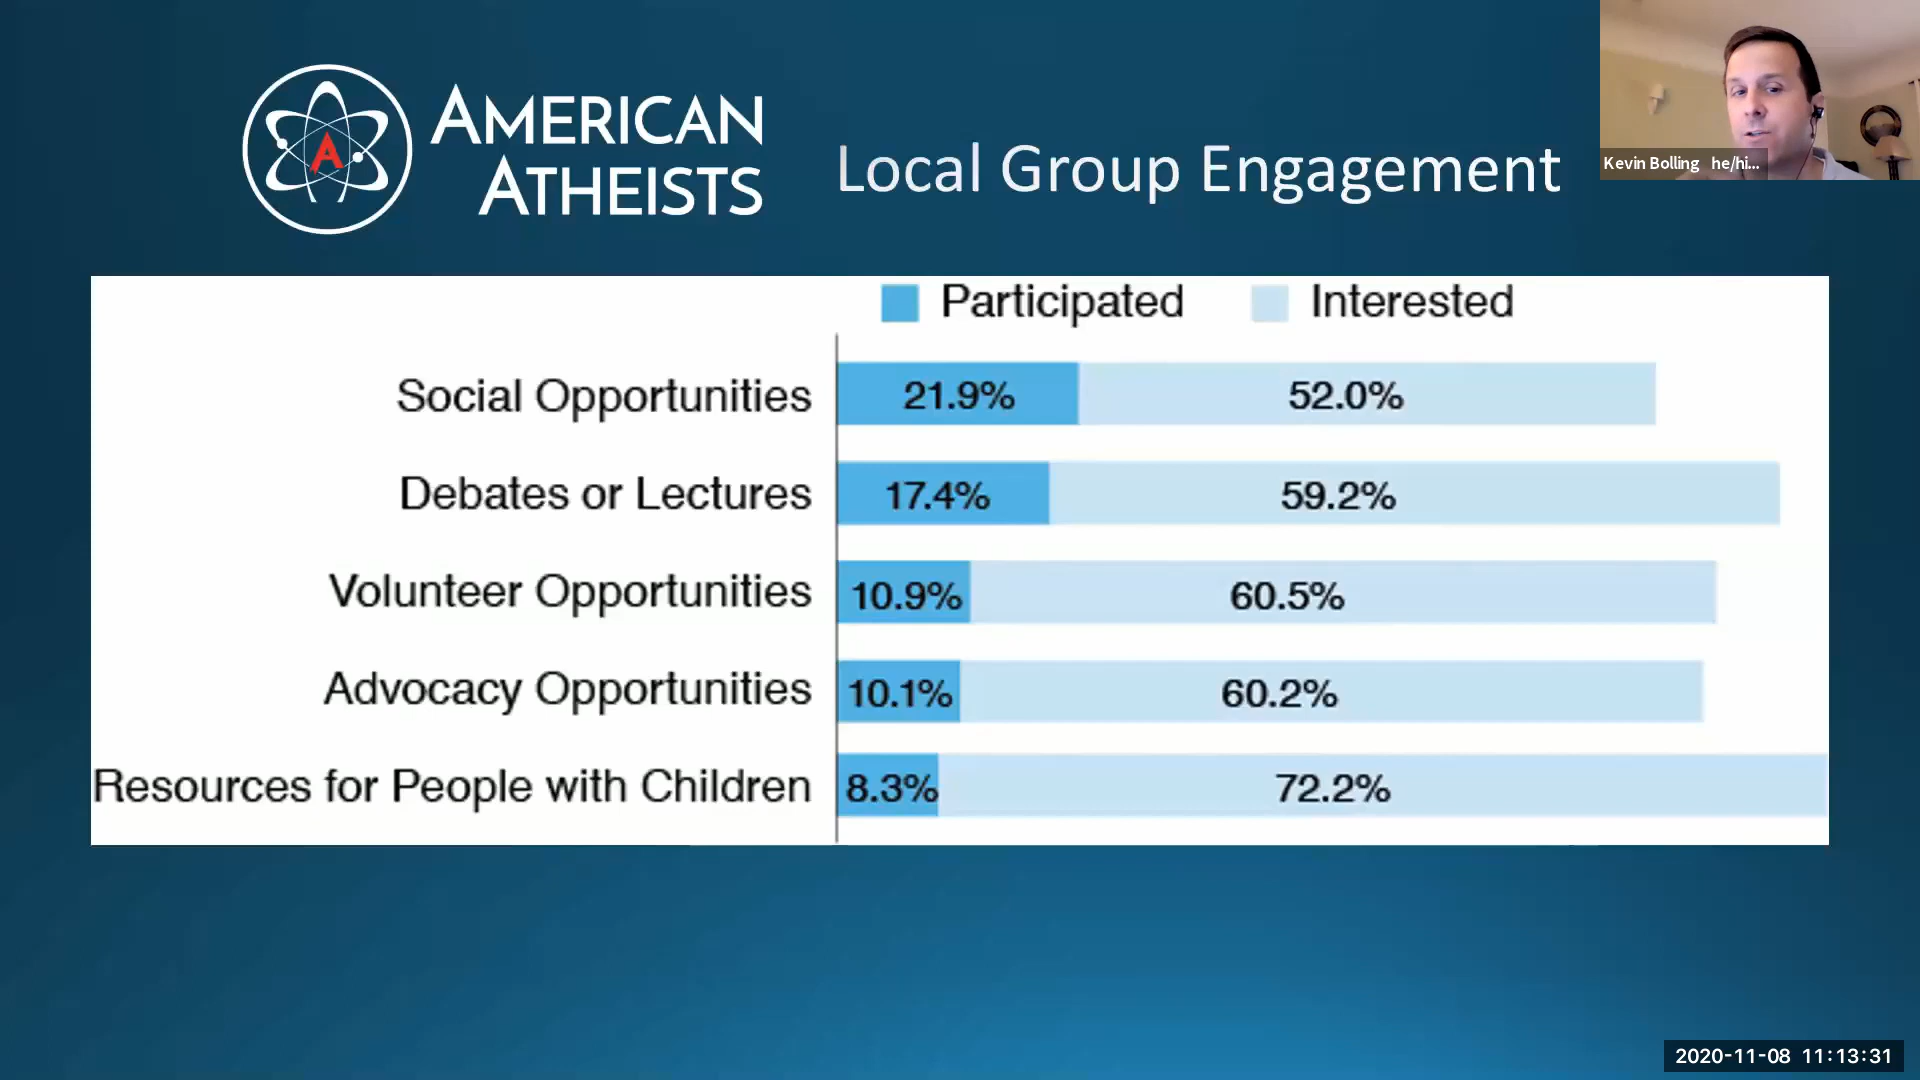 AMERICAN
ATHEISTS
A
Local Group Engagement
Kevin Bolling he/hi...
Participated Interested
Social Opportunities 21.9% 52.0%
Debates or Lectures 17.4% 59.2%
Volunteer Opportunities 10.9% 60.5%
Advocacy Opportunities 10.1% 60.2%
Resources for People with Children 8.3% 72.2%
2020-11-08 11:13:31